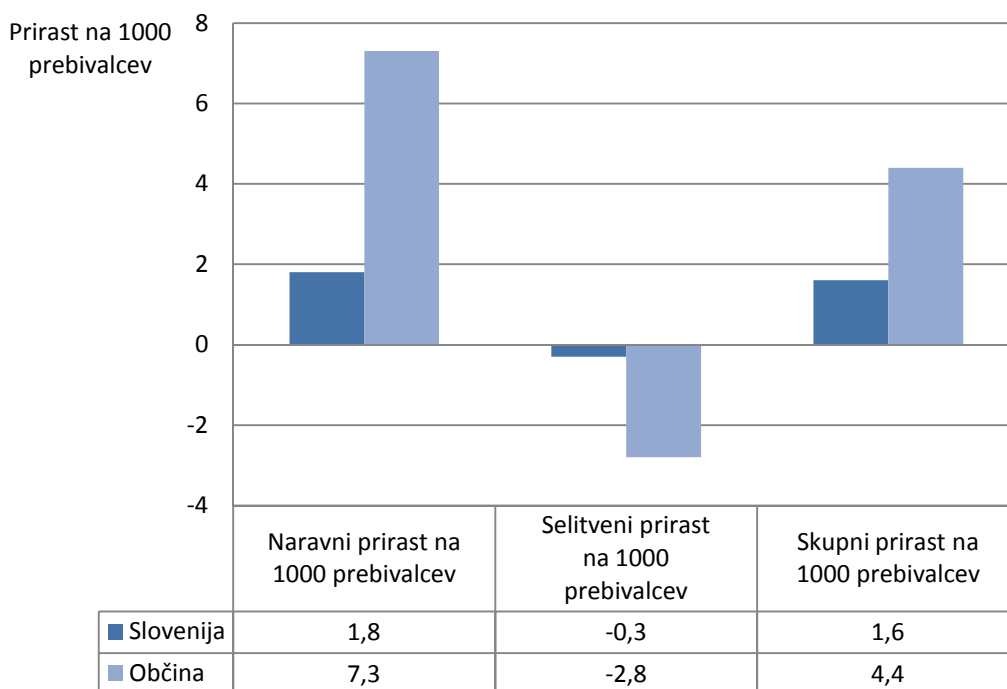 Prirast na 1000
prebivalcev
8
6
4
2
0
-2
-4
Naravni prirast na
1000 prebivalcev
Selitveni prirast
na 1000
prebivalcev
Skupni prirast na
1000 prebivalcev
Slovenija 1,8 -0,3 1,6
Občina 7,3 -2,8 4,4